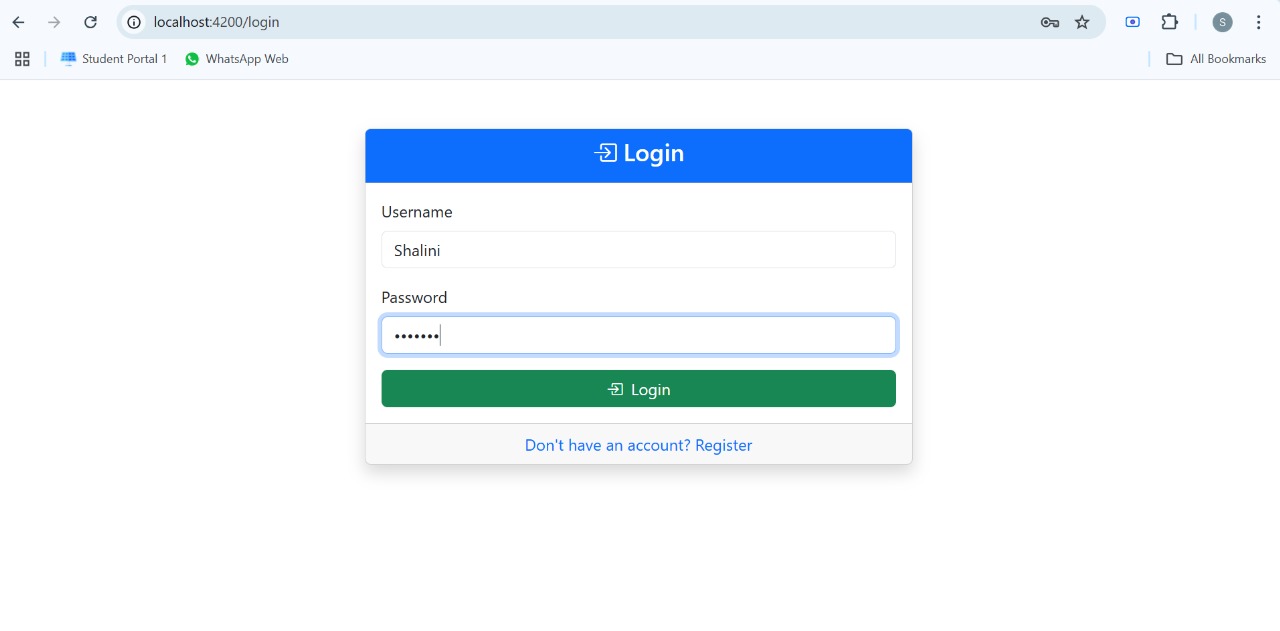 localhost:4200/login
S
Student Portal 1
WhatsApp Web
All Bookmarks
Login
Username
Shalini
Password
•••••••
Login
Don't have an account? Register